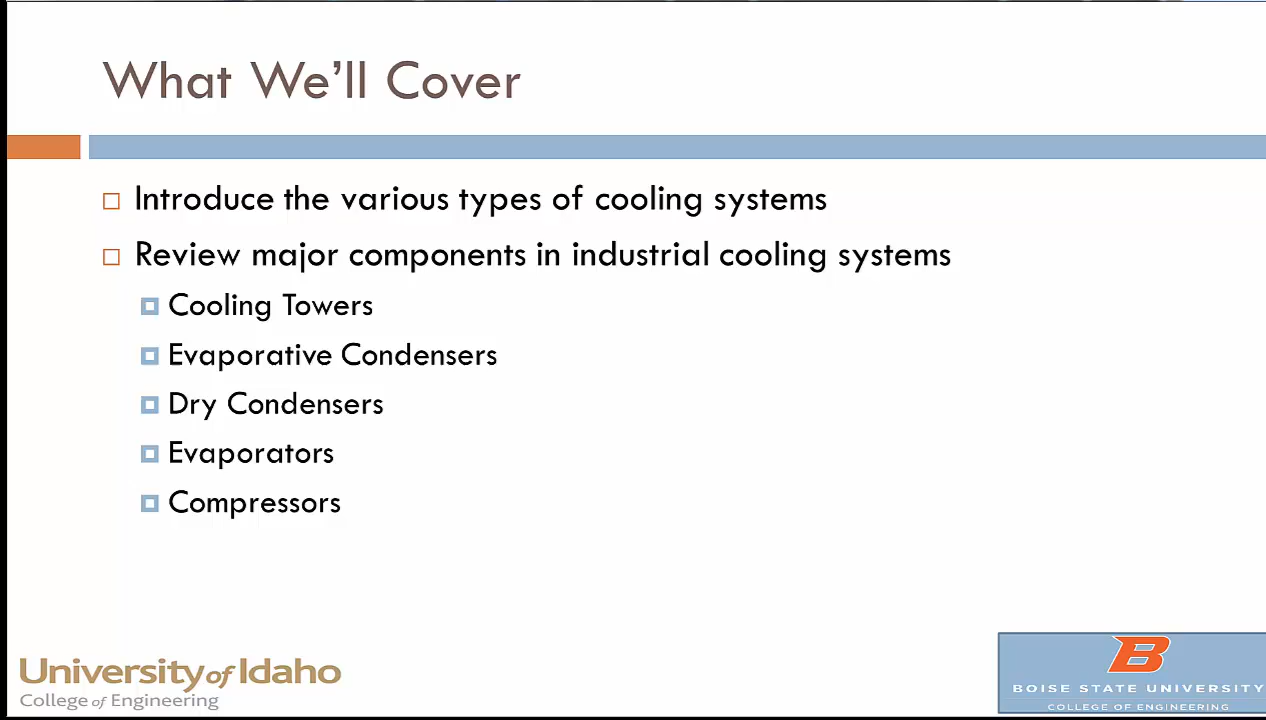 What We'll Cover
Introduce the various types of cooling systems
Review major components in industrial cooling systems
Cooling Towers
Evaporative Condensers
Dry Condensers
Evaporators
Compressors
University of Idaho
College of Engineering
B
BOISE STATE UNIVERSITY
COLLEGE OF ENGINEERING